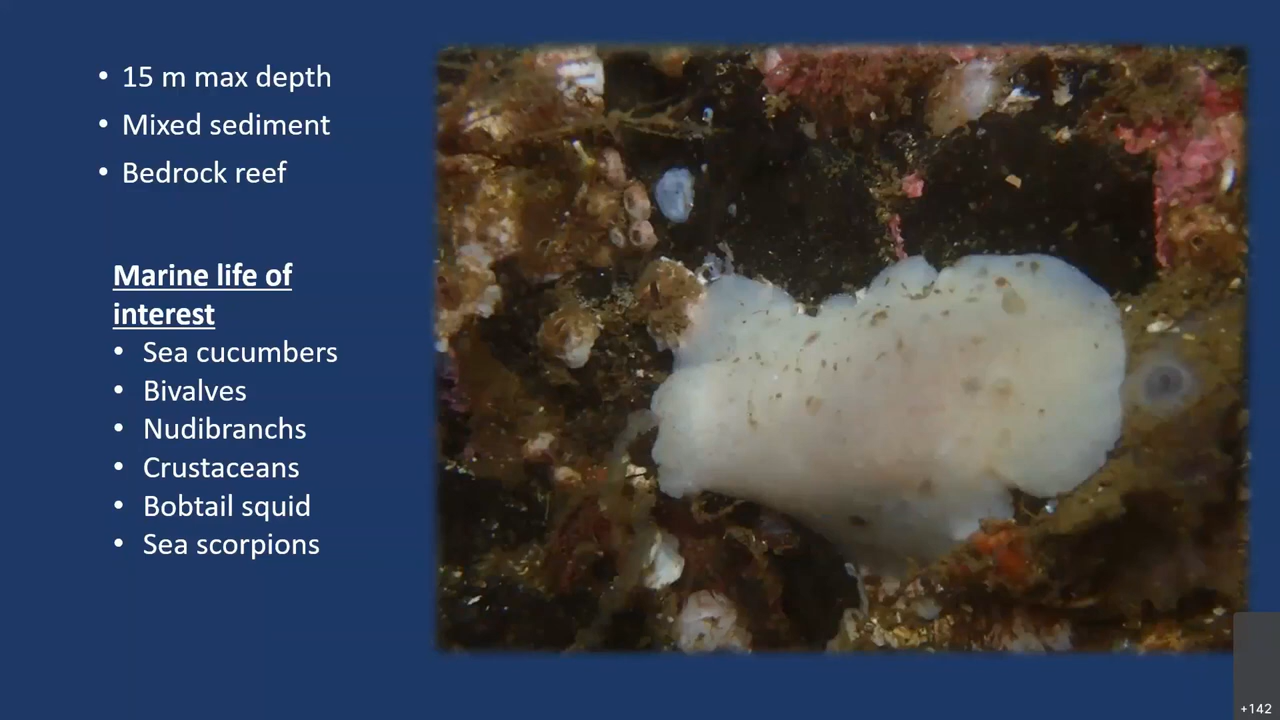 • 15 m max depth
• Mixed sediment
• Bedrock reef
Marine life of
interest
• Sea cucumbers
• Bivalves
• Nudibranchs
• Crustaceans
• Bobtail squid
• Sea scorpions
+142